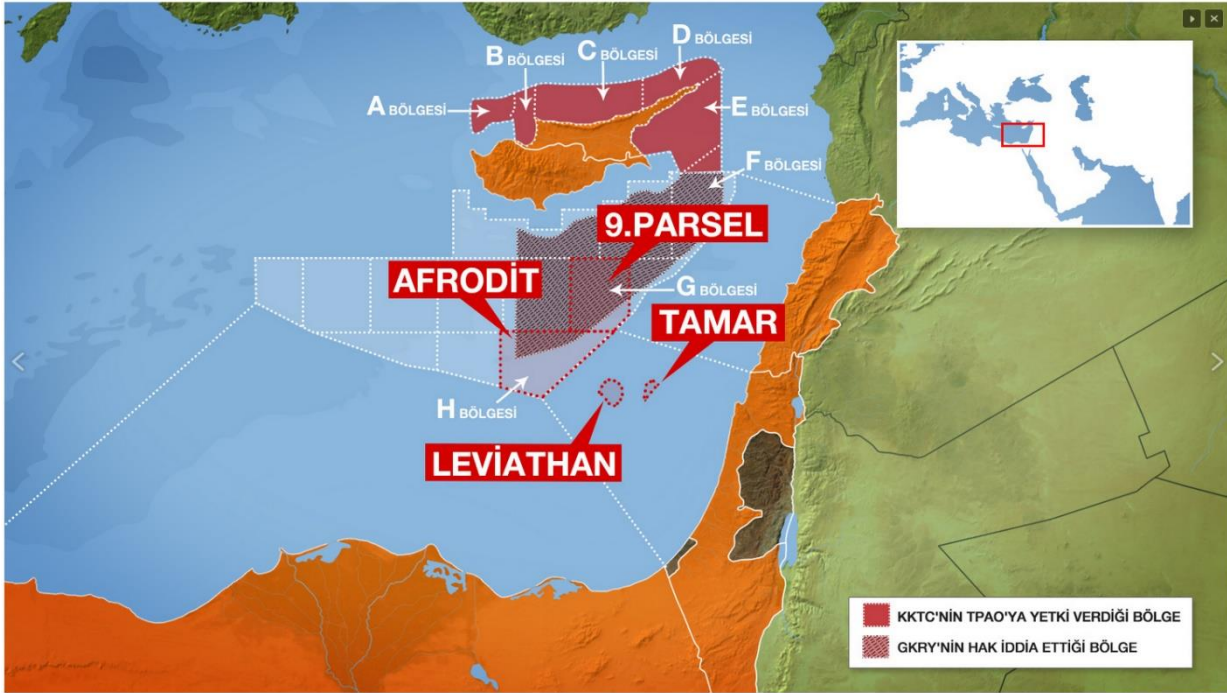 D BÖLGESİ
C BÖLGESİ
B BÖLGESİ
A BÖLGESİ
E BÖLGESİ
F BÖLGESİ
9.PARSEL
AFRODİT
G BÖLGESİ
TAMAR
H BÖLGESİ
LEVİATHAN
KKTC'NİN TPAO'YA YETKİ VERDİĞİ BÖLGE
GKRY'NİN HAK İDDİA ETTİĞİ BÖLGE